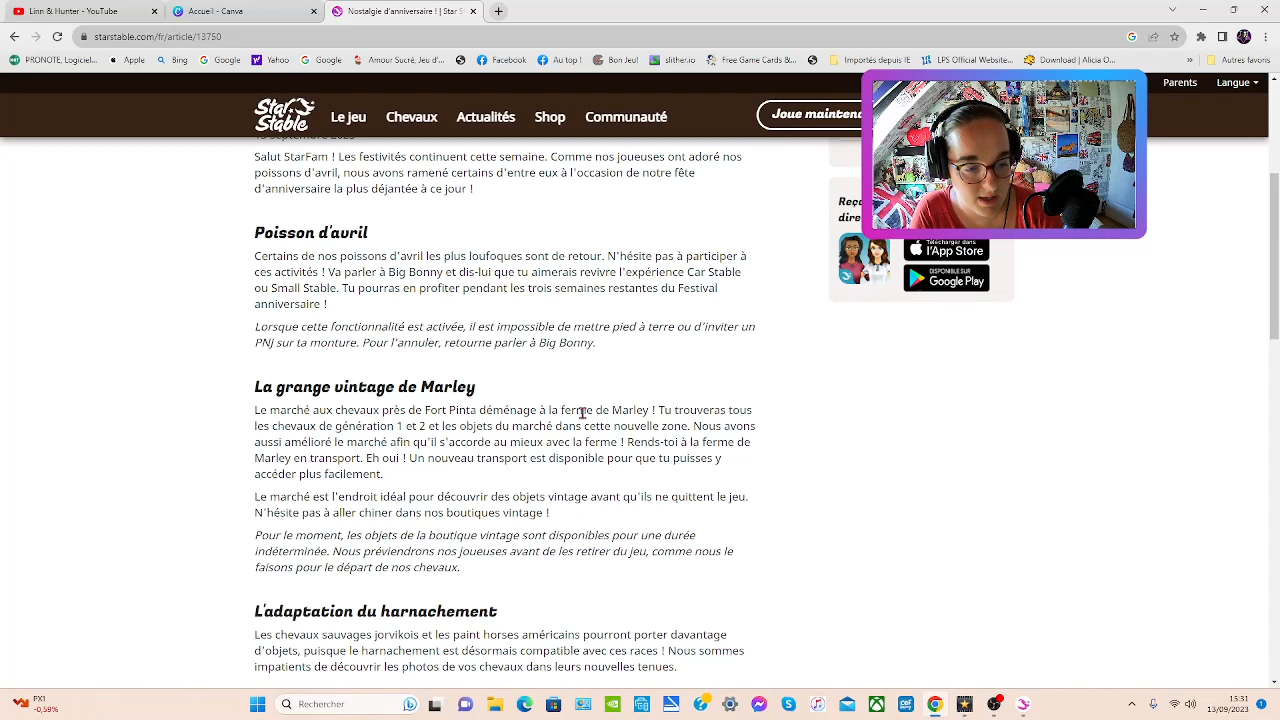 Linn & Hunter - YouTube
Accueil - Canva
Nostalgie d'anniversaire ! | Star S
starstable.com/fr/article/13750
PRONOTE, Logiciel...
Apple
Bing
Google
Yahoo
Google
Amour Sucré, Jeu d...
Facebook
Au top !
Bon Jeu
slither.io
Free Game Cards &...
LPS Official Website...
Download | Alicia O...
»
Importés depuis IE
Autres favoris
Parents
Langue
Star Stable
Le jeu
Chevaux
Actualités
Shop
Communauté
Joue maintena
13 septembre 2023
Salut StarFam ! Les festivités continuent cette semaine. Comme nos joueuses ont adoré nos
poissons d'avril, nous avons ramené certains d'entre eux à l'occasion de notre fête
d'anniversaire la plus déjantée à ce jour !
Poisson d'avril
Certains de nos poissons d'avril les plus loufoques sont de retour. N'hésite pas à participer à
ces activités ! Va parler à Big Bonny et dis-lui que tu aimerais revivre l'expérience Car Stable
ou Small Stable. Tu pourras en profiter pendant les trois semaines restantes du Festival
anniversaire !
Lorsque cette fonctionnalité est activée, il est impossible de mettre pied à terre ou d'inviter un
PNJ sur ta monture. Pour l'annuler, retourne parler à Big Bonny.
La grange vintage de Marley
Le marché aux chevaux près de Fort Pinta déménage à la ferme de Marley ! Tu trouveras tous
les chevaux de génération 1 et 2 et les objets du marché dans cette nouvelle zone. Nous avons
aussi amélioré le marché afin qu'il s'accorde au mieux avec la ferme ! Rends-toi à la ferme de
Marley en transport. Eh oui ! Un nouveau transport est disponible pour que tu puisses y
accéder plus facilement.
Le marché est l'endroit idéal pour découvrir des objets vintage avant qu'ils ne quittent le jeu.
N'hésite pas à aller chiner dans nos boutiques vintage !
Pour le moment, les objets de la boutique vintage sont disponibles pour une durée
indéterminée. Nous préviendrons nos joueuses avant de les retirer du jeu, comme nous le
faisons pour le départ de nos chevaux.
L'adaptation du harnachement
Les chevaux sauvages jorvikois et les paint horses américains pourront porter davantage
d'objets, puisque le harnachement est désormais compatible avec ces races ! Nous sommes
impatients de découvrir les photos de vos chevaux dans leurs nouvelles tenues.
Reço
dire
Télécharger dans
l'App Store
DISPONIBLE SUR
Google Play
PX1
-0,38%
Rechercher
13:31
13/09/2023